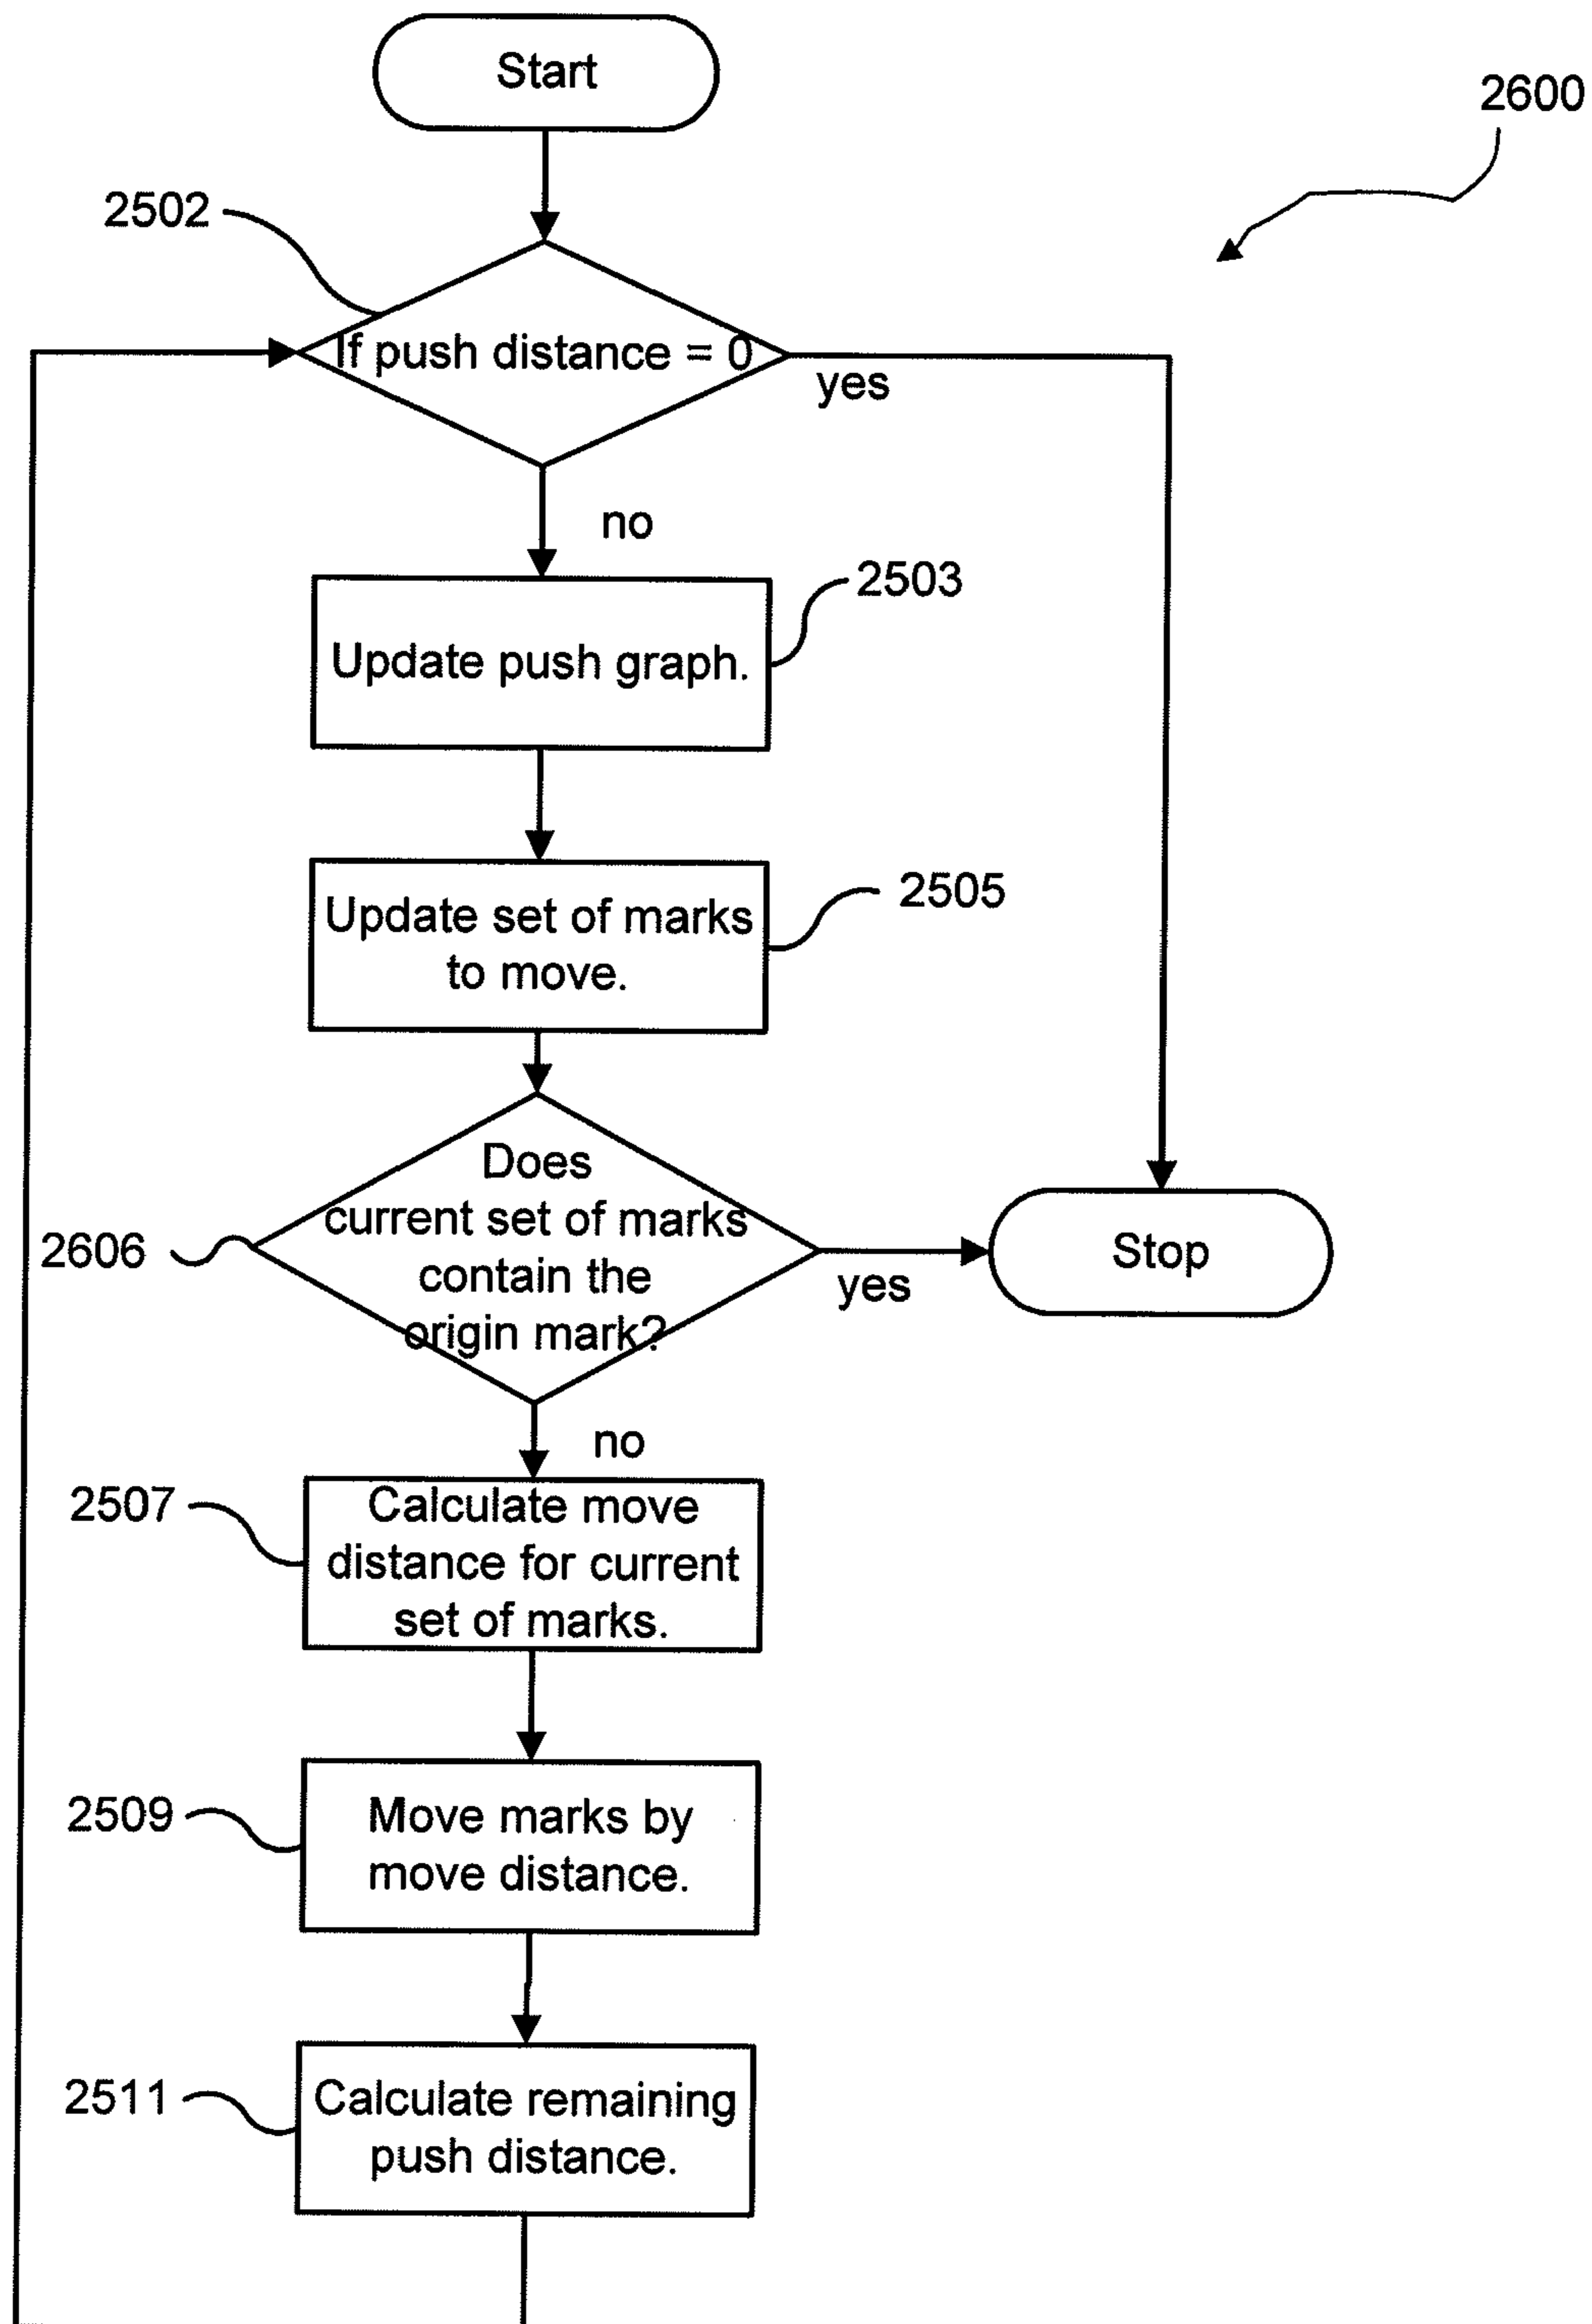 Start
2600
2502
If push distance = 0
yes
no
2503
Update push graph.
2505
Update set of marks
to move.
Does
current set of marks
contain the
origin mark?
2606
yes
Stop
no
2507
Calculate move
distance for current
set of marks.
2509
Move marks by
move distance.
2511
Calculate remaining
push distance.